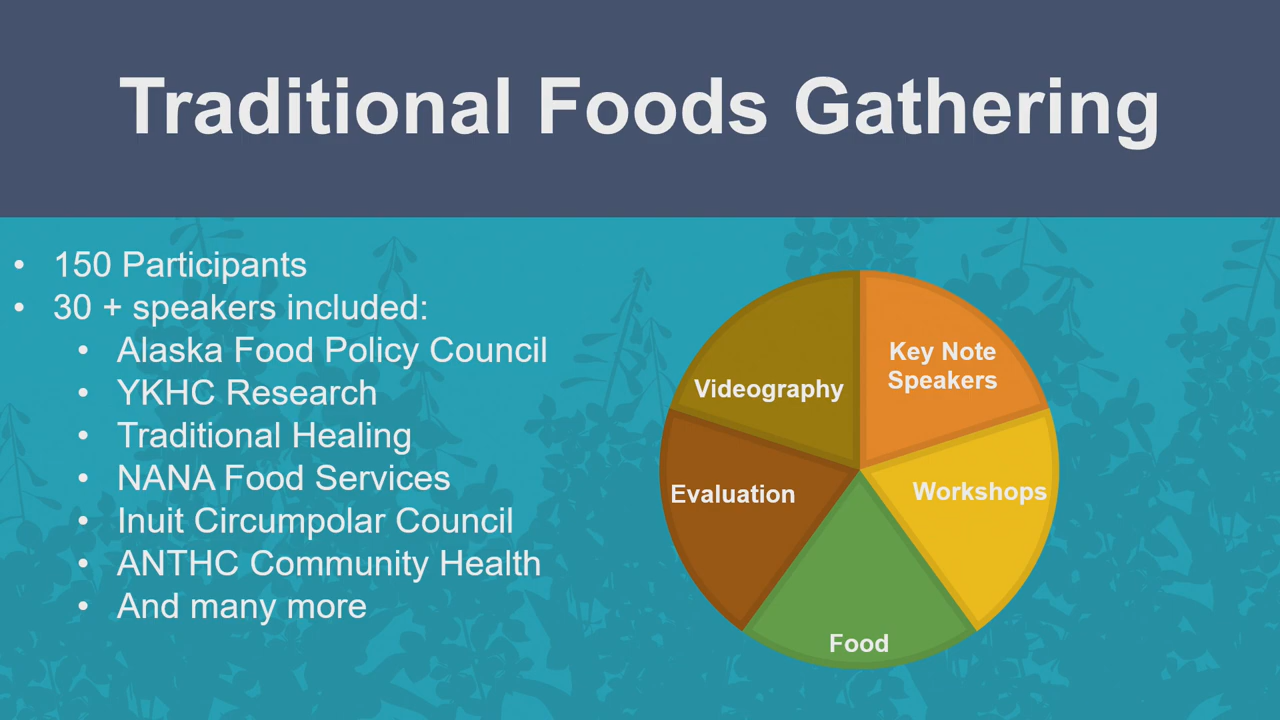 Traditional Foods Gathering
• 150 Participants
• 30 + speakers included:
• Alaska Food Policy Council
• YKHC Research
• Traditional Healing
• NANA Food Services
• Inuit Circumpolar Council
• ANTHC Community Health
• And many more
Key Note
Speakers
Videography
Workshops
Evaluation
Food